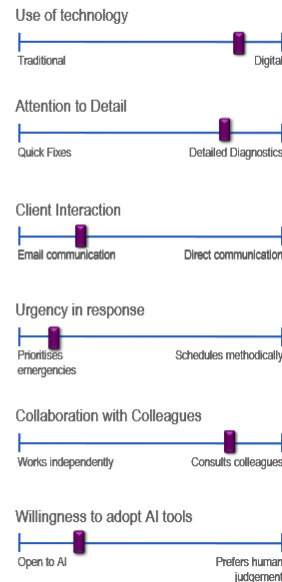 Use of technology
Traditional Digital
Attention to Detail
Quick Fixes Detailed Diagnostics
Client Interaction
Email communication Direct communication
Urgency in response
Prioritises Schedules methodically
emergencies
Collaboration with Colleagues
Works independently Consults colleagues
Willingness to adopt AI tools
Open to AI Prefers human
judgement